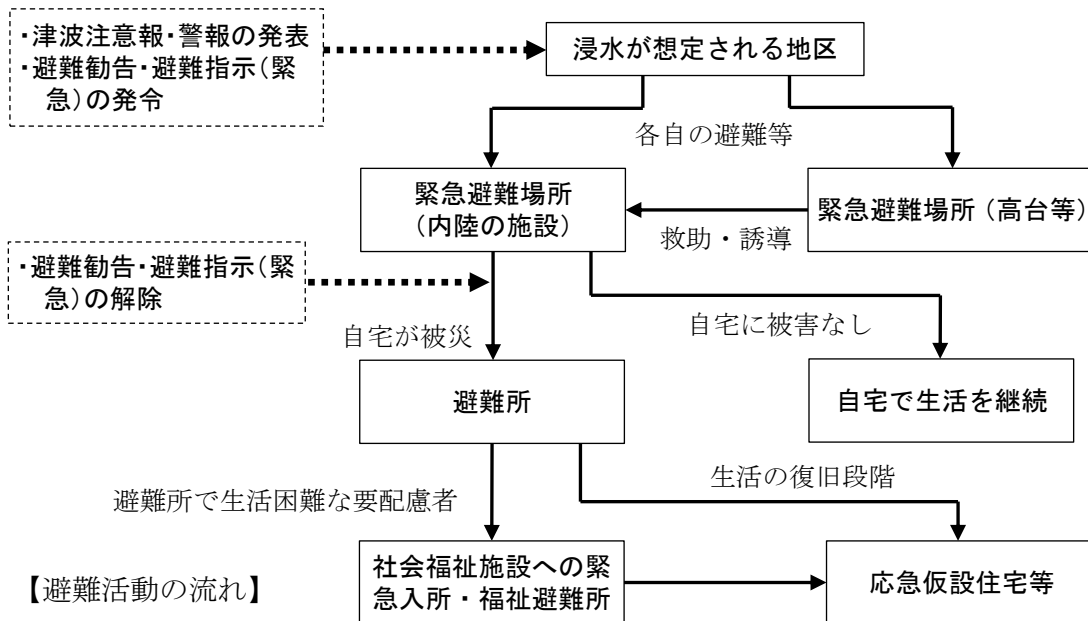 ・津波注意報・警報の発表
・避難勧告・避難指示(緊
急)の発令
浸水が想定される地区
各自の避難等
緊急避難場所
(内陸の施設)
緊急避難場所(高台等)
救助・誘導
・避難勧告・避難指示(緊
急)の解除
自宅が被災
自宅に被害なし
避難所
自宅で生活を継続
避難所で生活困難な要配慮者
生活の復旧段階
社会福祉施設への緊
急入所・福祉避難所
応急仮設住宅等
【避難活動の流れ】